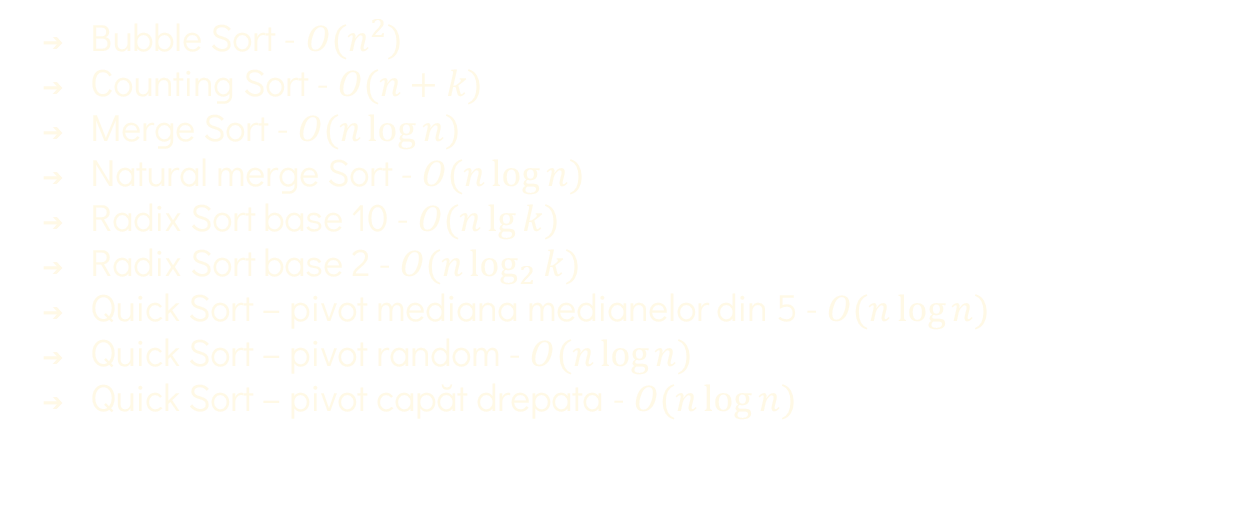 ➔ Bubble Sort - O(n²)
➔ Counting Sort - O(n + k)
➔ Merge Sort - O(n log n)
➔ Natural merge Sort - O(n log n)
➔ Radix Sort base 10 - O(n lg k)
➔ Radix Sort base 2 - O(n log₂ k)
➔ Quick Sort – pivot mediana medianelor din 5 - O(n log n)
➔ Quick Sort – pivot random - O(n log n)
➔ Quick Sort – pivot capăt drepata - O(n log n)